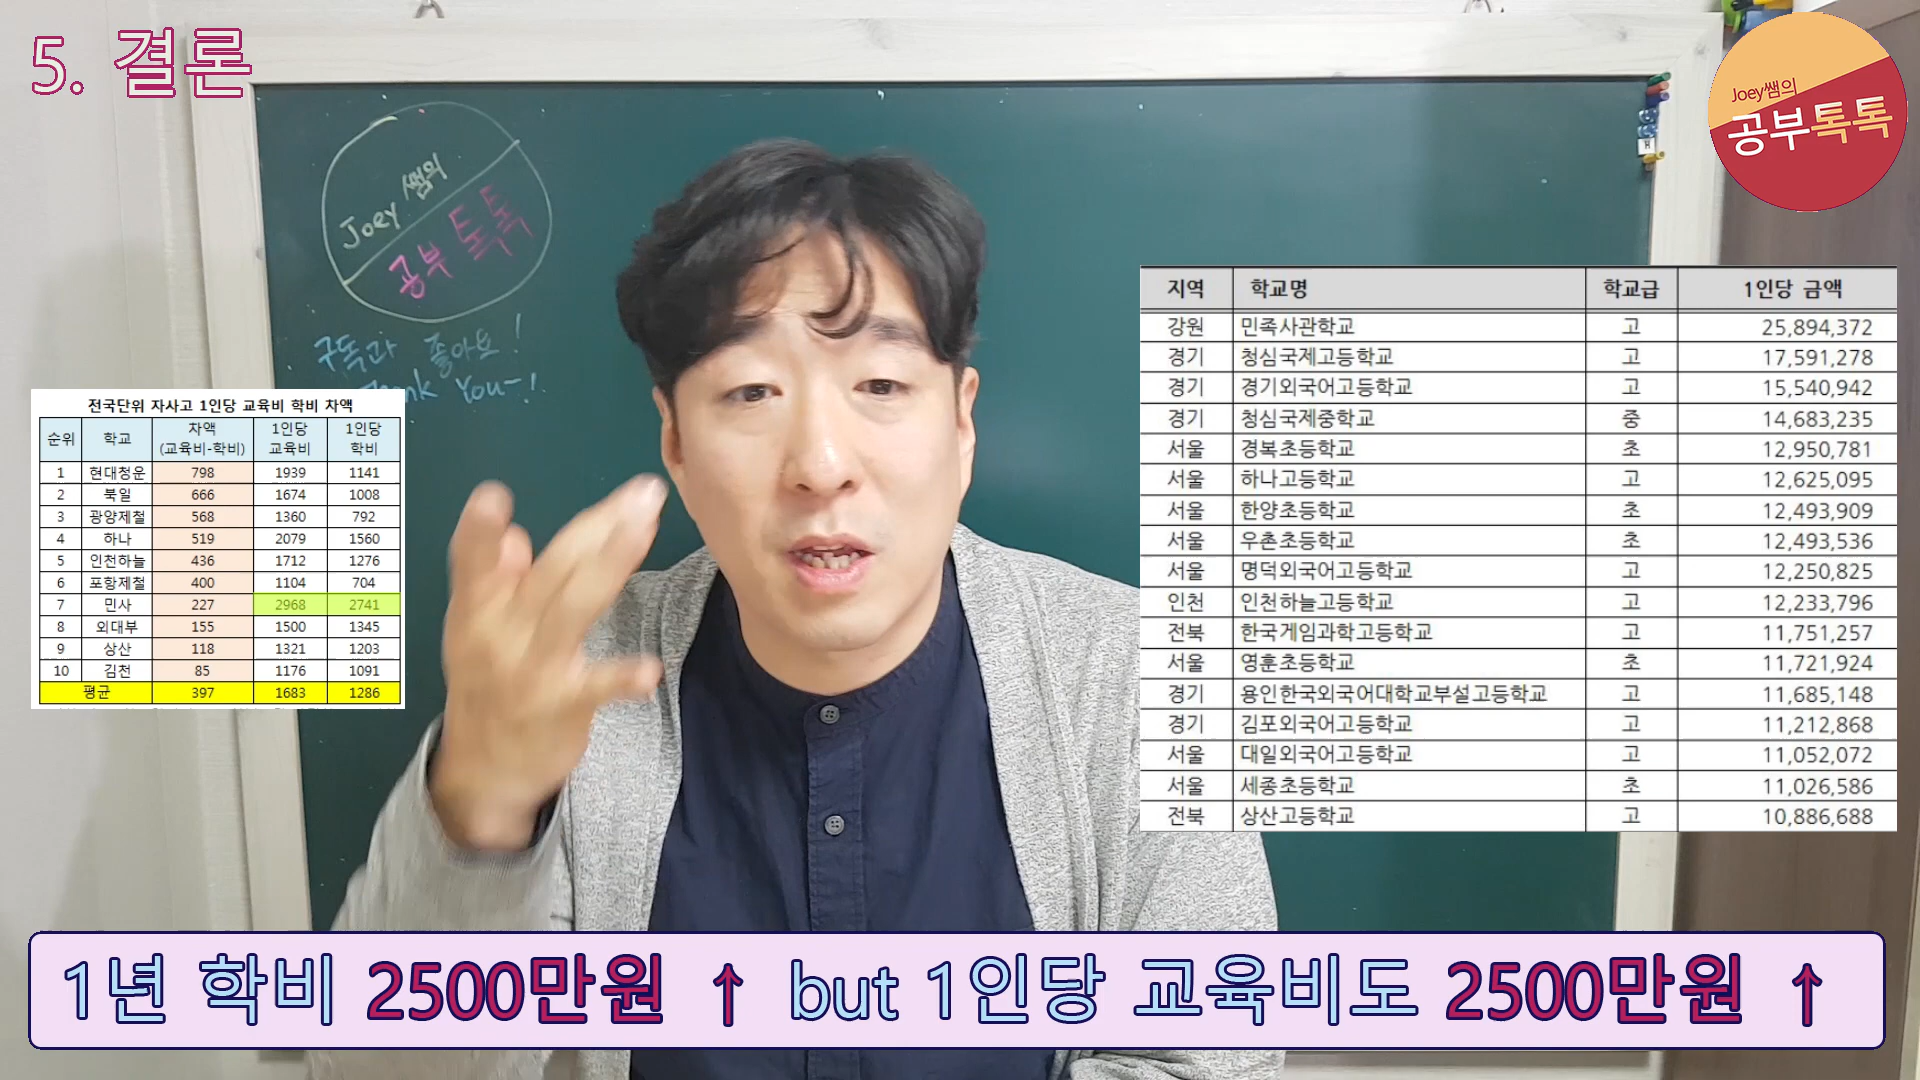 5. 결론
Joey쌤의
공부톡톡
Joey 쌤의
공부 톡톡
구독과 좋아요!
Thank You~!
전국단위 자사고 1인당 교육비 학비 차액
순위 학교 차액 (교육비-학비) 1인당 교육비 1인당 학비
1 현대청운 798 1939 1141
2 북일 666 1674 1008
3 광양제철 568 1360 792
4 하나 519 2079 1560
5 인천하늘 436 1712 1276
6 포항제철 400 1104 704
7 민사 227 2968 2741
8 외대부 155 1500 1345
9 상산 118 1321 1203
10 김천 85 1176 1091
평균 397 1683 1286
지역 학교명 학교급 1인당 금액
강원 민족사관학교 고 25,894,372
경기 청심국제고등학교 고 17,591,278
경기 경기외국어고등학교 고 15,540,942
경기 청심국제중학교 중 14,683,235
서울 경복초등학교 초 12,950,781
서울 하나고등학교 고 12,625,095
서울 한양초등학교 초 12,493,909
서울 우촌초등학교 초 12,493,536
서울 명덕외국어고등학교 고 12,250,825
인천 인천하늘고등학교 고 12,233,796
전북 한국게임과학고등학교 고 11,751,257
서울 영훈초등학교 초 11,721,924
경기 용인한국외국어대학교부설고등학교 고 11,685,148
경기 김포외국어고등학교 고 11,212,868
서울 대일외국어고등학교 고 11,052,072
서울 세종초등학교 초 11,026,586
전북 상산고등학교 고 10,886,688
1년 학비 2500만원 ↑ but 1인당 교육비도 2500만원 ↑